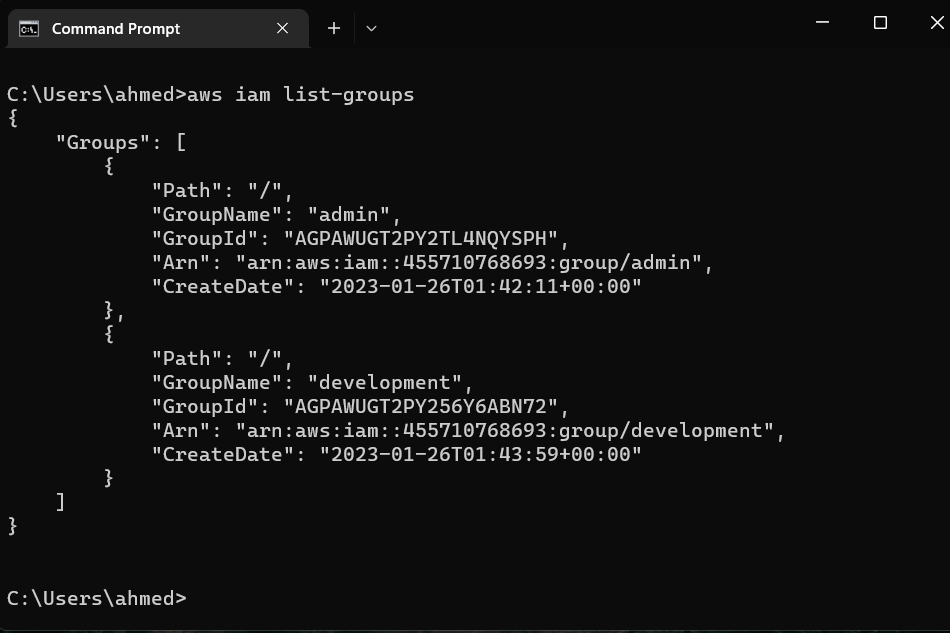 Command Prompt
C:\Users\ahmed>aws iam list-groups
{
    "Groups": [
        {
            "Path": "/",
            "GroupName": "admin",
            "GroupId": "AGPAWUGT2PY2TL4NQYSPH",
            "Arn": "arn:aws:iam::455710768693:group/admin",
            "CreateDate": "2023-01-26T01:42:11+00:00"
        },
        {
            "Path": "/",
            "GroupName": "development",
            "GroupId": "AGPAWUGT2PY256Y6ABN72",
            "Arn": "arn:aws:iam::455710768693:group/development",
            "CreateDate": "2023-01-26T01:43:59+00:00"
        }
    ]
}
C:\Users\ahmed>